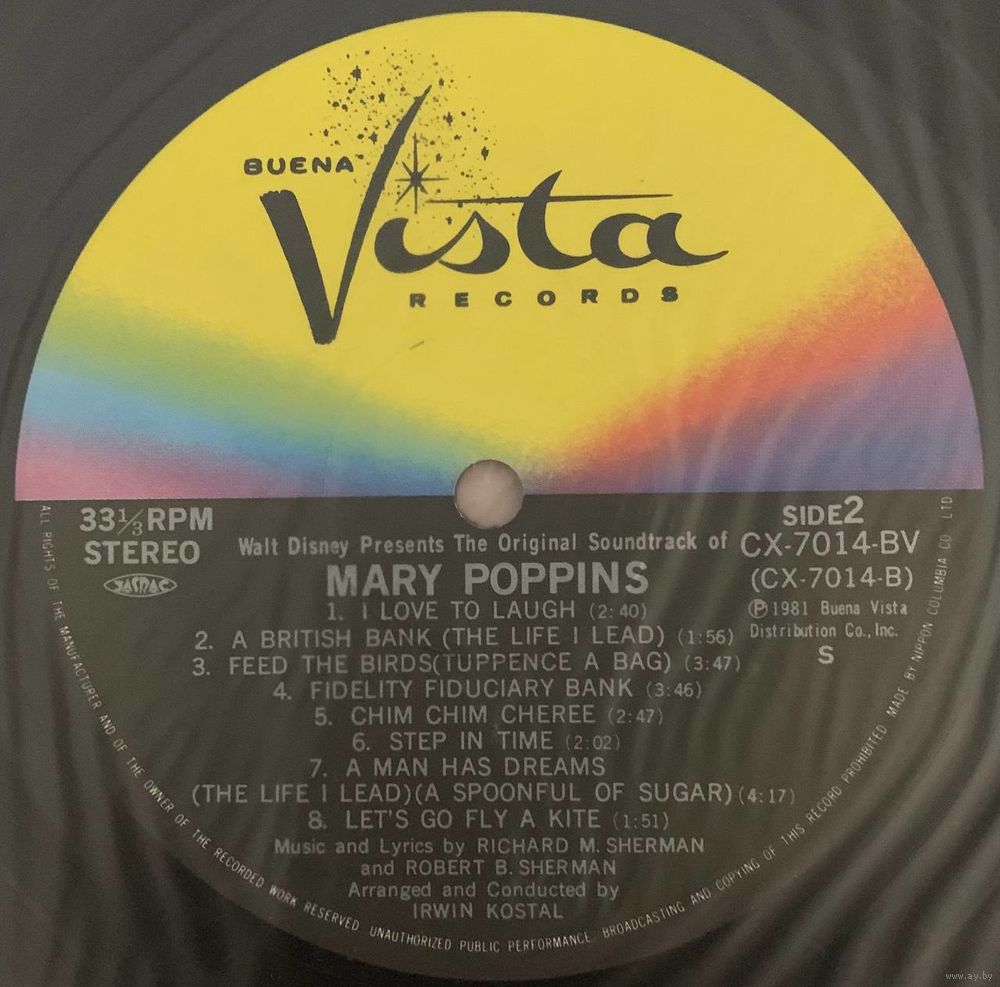 BUENA
Vista
RECORDS
33⅓RPM
STEREO
JASRAC
SIDE2
CX-7014-BV
(CX-7014-B)
Ⓟ1981 Buena Vista
Distribution Co., Inc.
S
Walt Disney Presents The Original Soundtrack of
MARY POPPINS
1. I LOVE TO LAUGH (2:40)
2. A BRITISH BANK (THE LIFE I LEAD) (1:56)
3. FEED THE BIRDS(TUPPENCE A BAG) (3:47)
4. FIDELITY FIDUCIARY BANK (3:46)
5. CHIM CHIM CHEREE (2:47)
6. STEP IN TIME (2:02)
7. A MAN HAS DREAMS
(THE LIFE I LEAD)(A SPOONFUL OF SUGAR)(4:17)
8. LET'S GO FLY A KITE (1:51)
Music and Lyrics by RICHARD M. SHERMAN
and ROBERT B. SHERMAN
Arranged and Conducted by
IRWIN KOSTAL
ALL RIGHTS OF THE MANUFACTURER AND OF THE OWNER OF THE RECORDED WORK RESERVED UNAUTHORIZED PUBLIC PERFORMANCE BROADCASTING AND COPYING OF THIS RECORD PROHIBITED MADE BY NIPPON COLUMBIA CO. LTD
www.ay.by